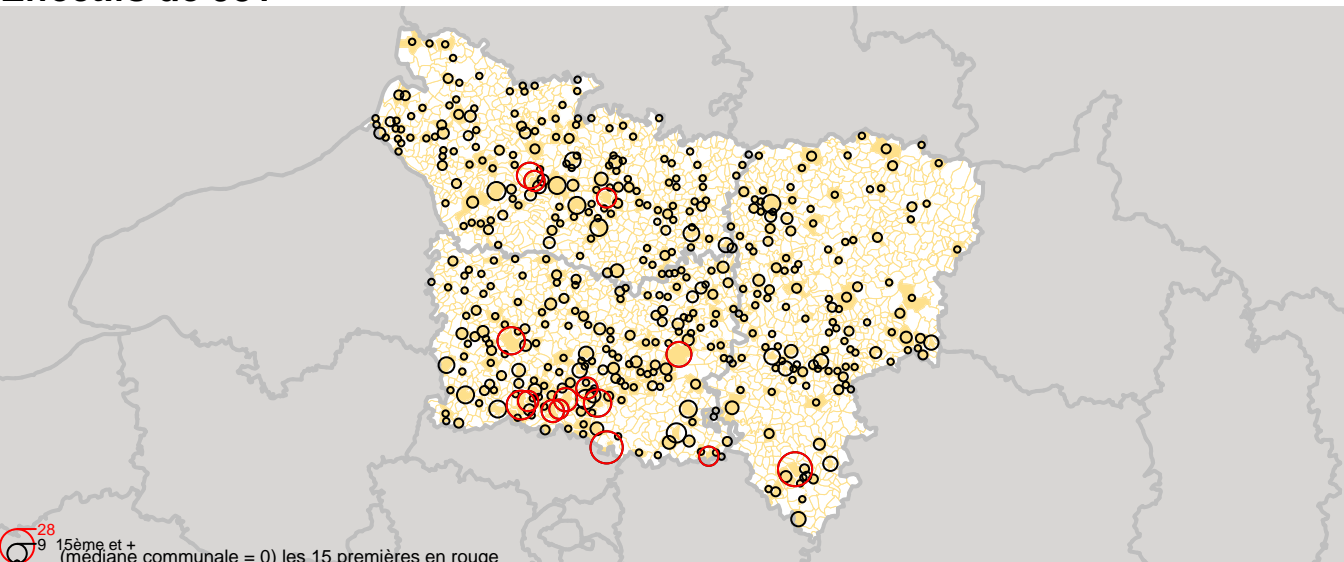 28
9 15ème et +
(médiane communale = 0) les 15 premières en rouge